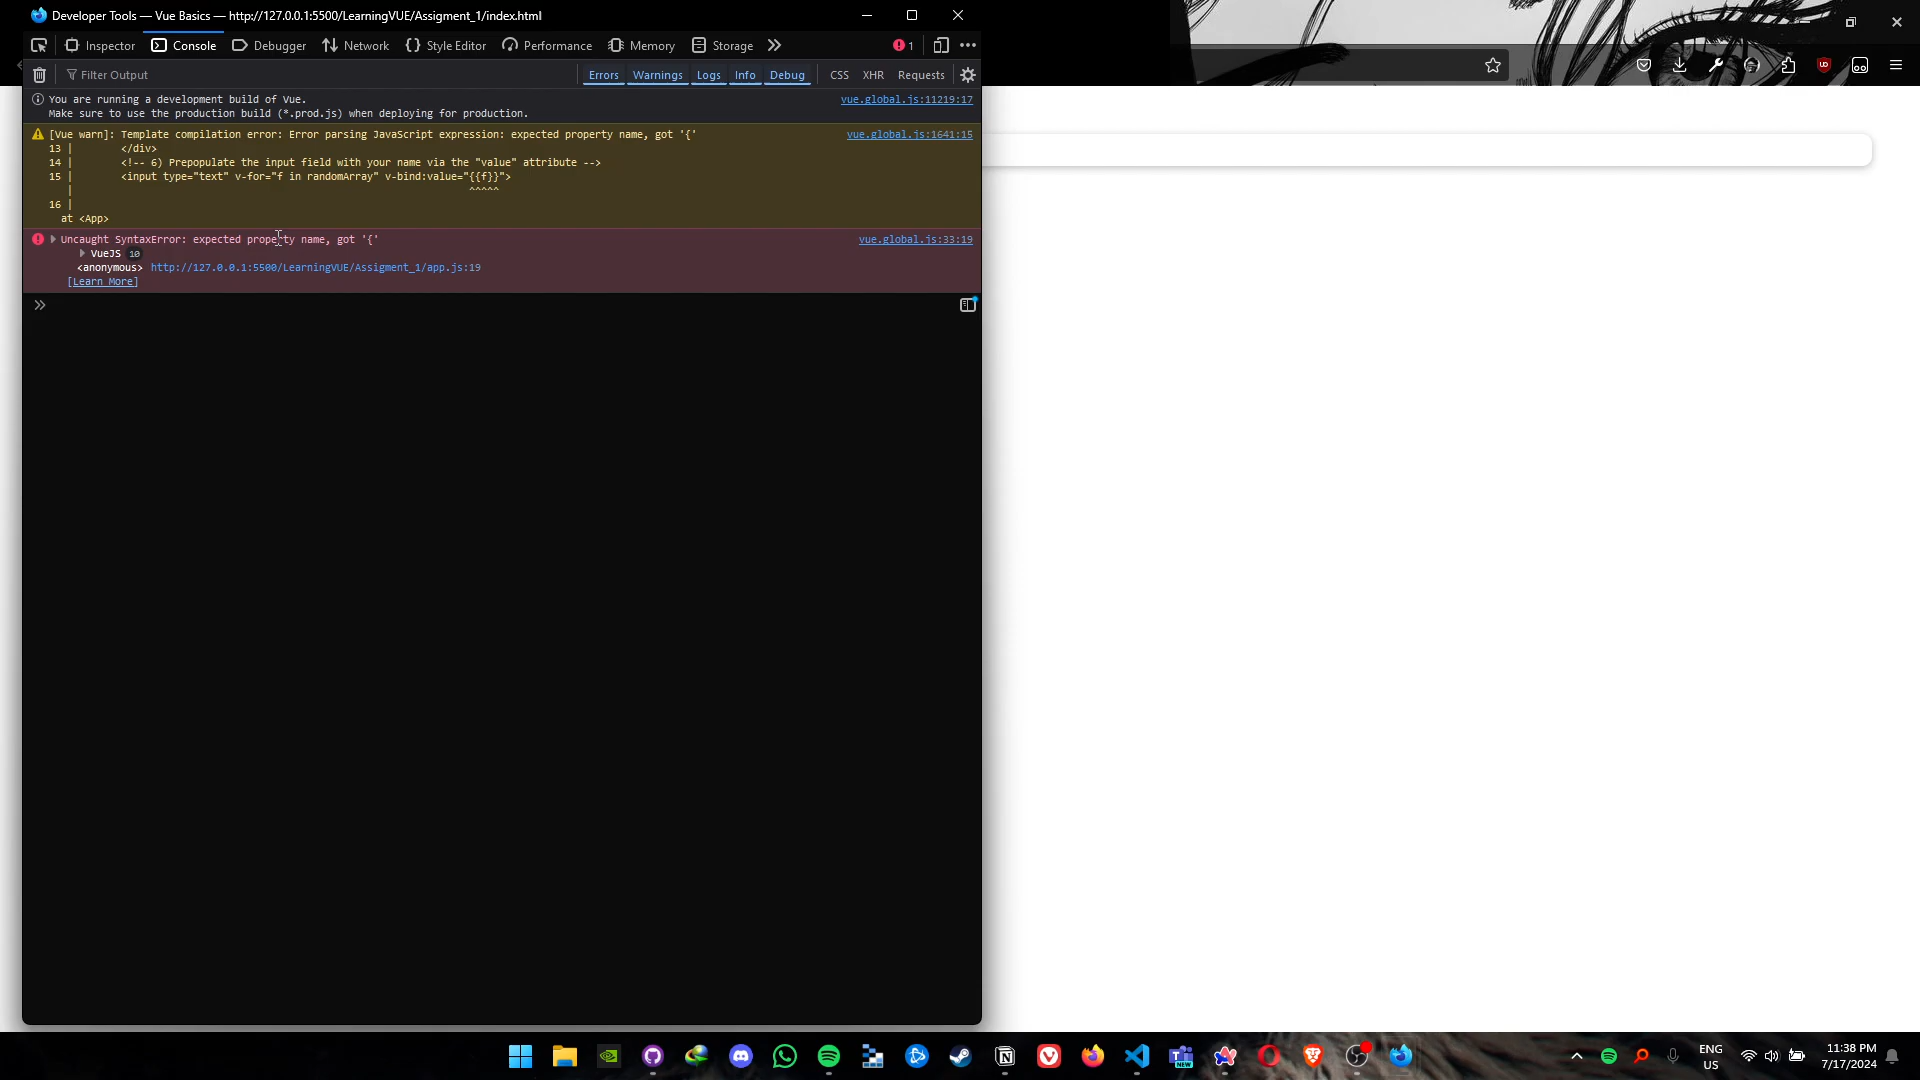 Developer Tools — Vue Basics — http://127.0.0.1:5500/LearningVUE/Assigment_1/index.html
Inspector Console Debugger Network Style Editor Performance Memory Storage 1
Filter Output Errors Warnings Logs Info Debug CSS XHR Requests
You are running a development build of Vue. vue.global.js:11219:17
Make sure to use the production build (*.prod.js) when deploying for production.
[Vue warn]: Template compilation error: Error parsing JavaScript expression: expected property name, got '{' vue.global.js:1641:15
13 | </div>
14 | <!-- 6) Prepopulate the input field with your name via the "value" attribute -->
15 | <input type="text" v-for="f in randomArray" v-bind:value="{{f}}">
| ^^^^^
16 |
at <App>
Uncaught SyntaxError: expected property name, got '{' vue.global.js:33:19
VueJS 10
<anonymous> http://127.0.0.1:5500/LearningVUE/Assigment_1/app.js:19
[Learn More]
ENG
US
11:38 PM
7/17/2024